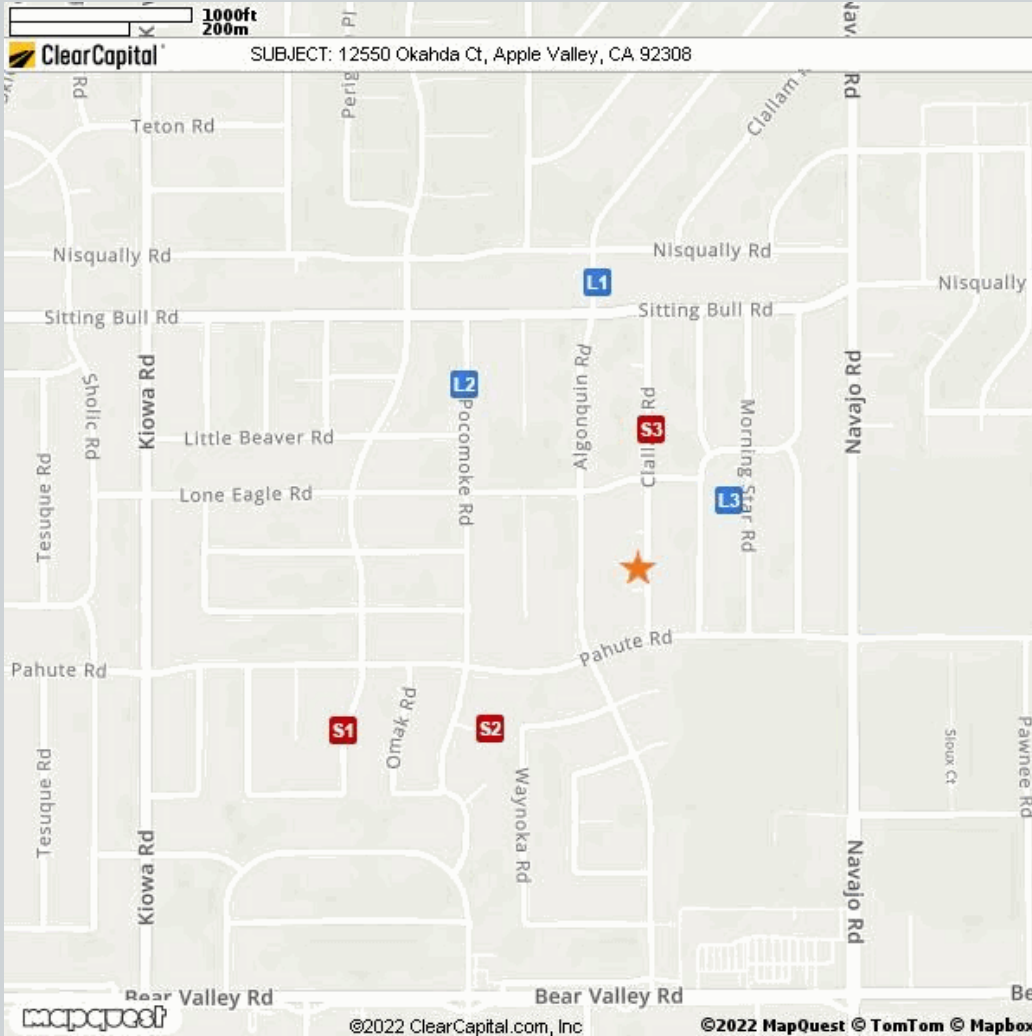 1000ft
200m
ClearCapital
SUBJECT: 12550 Okahda Ct, Apple Valley, CA 92308
Rd
Rd
Teton Rd
Nisqually Rd
Nisqually Rd
Nisqually
L1
Sitting Bull Rd
Sitting Bull Rd
Kiowa Rd
Sholic Rd
L2
Algonquin Rd
Navajo Rd
Rd
S3
Little Beaver Rd
Pocomoke Rd
Morning Star Rd
Tesuque Rd
Lone Eagle Rd
L3
Pahute Rd
Pahute Rd
S1
S2
Omak Rd
Waynoka Rd
Sioux Ct
Pawnee Rd
Tesuque Rd
Kiowa Rd
Navajo Rd
Bear Valley Rd
Bear Valley Rd
Be
mapquest
©2022 ClearCapital.com, Inc
©2022 MapQuest © TomTom © Mapbox